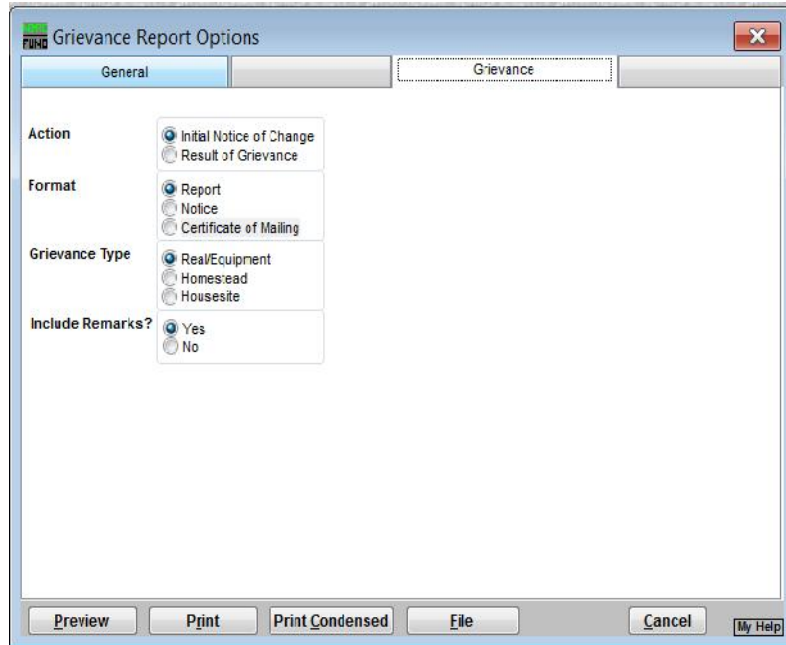 FUND Grievance Report Options
General Grievance
Action
Initial Notice of Change
Result of Grievance
Format
Report
Notice
Certificate of Mailing
Grievance Type
Real/Equipment
Homestead
Housesite
Include Remarks?
Yes
No
Preview Print Print Condensed File Cancel My Help